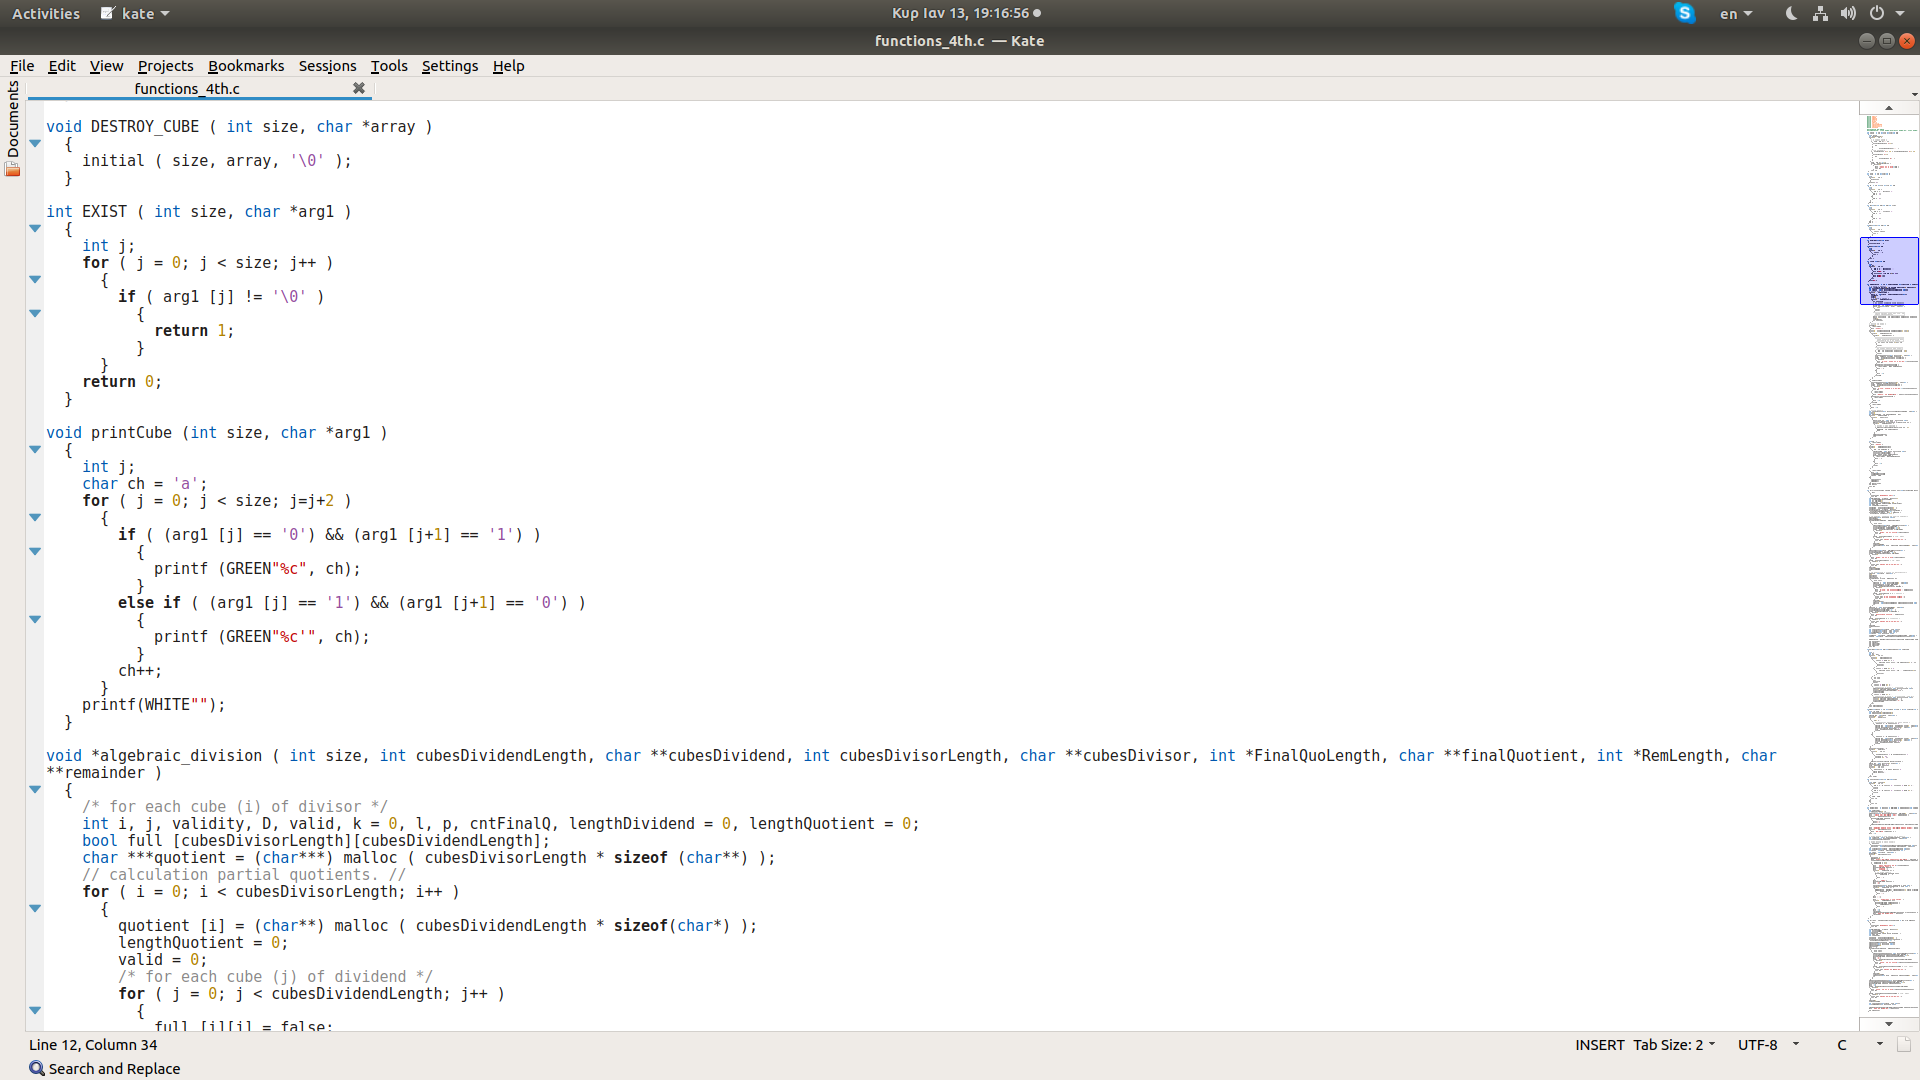 Activities kate Κυρ Ιαν 13, 19:16:56 en
functions_4th.c — Kate
File Edit View Projects Bookmarks Sessions Tools Settings Help
Documents
functions_4th.c
void DESTROY_CUBE ( int size, char *array )
{
initial ( size, array, '\0' );
}
int EXIST ( int size, char *arg1 )
{
int j;
for ( j = 0; j < size; j++ )
{
if ( arg1 [j] != '\0' )
{
return 1;
}
}
return 0;
}
void printCube (int size, char *arg1 )
{
int j;
char ch = 'a';
for ( j = 0; j < size; j=j+2 )
{
if ( (arg1 [j] == '0') && (arg1 [j+1] == '1') )
{
printf (GREEN"%c", ch);
}
else if ( (arg1 [j] == '1') && (arg1 [j+1] == '0') )
{
printf (GREEN"%c'", ch);
}
ch++;
}
printf(WHITE"");
}
void *algebraic_division ( int size, int cubesDividendLength, char **cubesDividend, int cubesDivisorLength, char **cubesDivisor, int *FinalQuoLength, char **finalQuotient, int *RemLength, char
**remainder )
{
/* for each cube (i) of divisor */
int i, j, validity, D, valid, k = 0, l, p, cntFinalQ, lengthDividend = 0, lengthQuotient = 0;
bool full [cubesDivisorLength][cubesDividendLength];
char ***quotient = (char***) malloc ( cubesDivisorLength * sizeof (char**) );
// calculation partial quotients. //
for ( i = 0; i < cubesDivisorLength; i++ )
{
quotient [i] = (char**) malloc ( cubesDividendLength * sizeof(char*) );
lengthQuotient = 0;
valid = 0;
/* for each cube (j) of dividend */
for ( j = 0; j < cubesDividendLength; j++ )
{
full [i][j] = false;
Line 12, Column 34 INSERT Tab Size: 2 UTF-8 C
Search and Replace